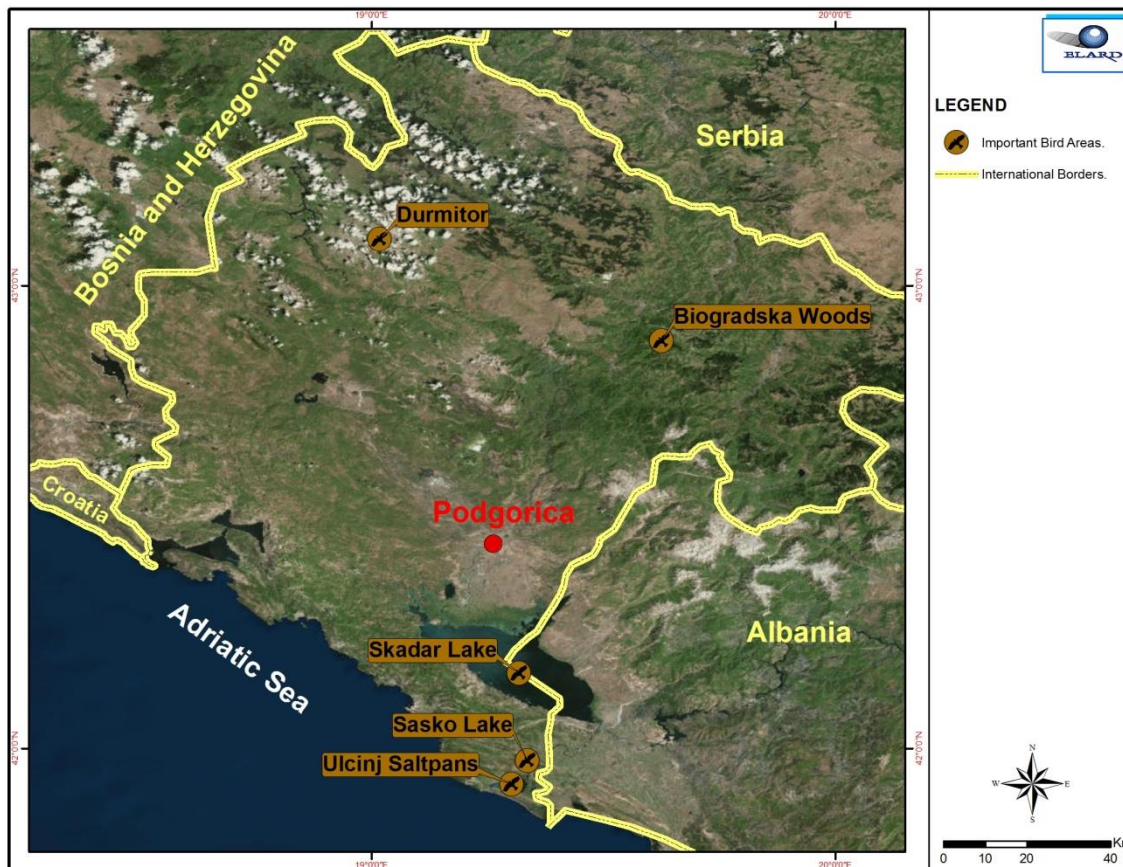 19°0'0"E
20°0'0"E
BLARD
LEGEND
Important Bird Areas.
International Borders.
Serbia
Bosnia and Herzegovina
Durmitor
43°0'0"N
43°0'0"N
Biogradska Woods
Croatia
Podgorica
Adriatic Sea
Albania
Skadar Lake
Sasko Lake
Ulcinj Saltpans
42°0'0"N
42°0'0"N
N
W
E
S
Km
0 10 20 40
19°0'0"E
20°0'0"E